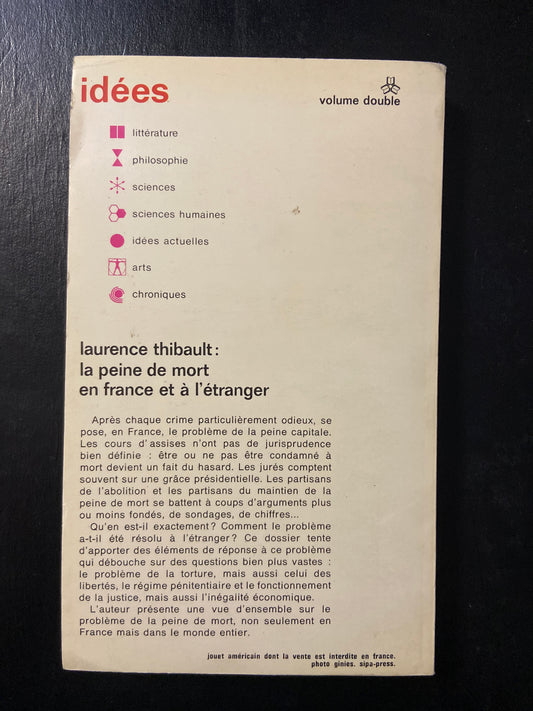 idées
volume double
littérature
philosophie
sciences
sciences humaines
idées actuelles
arts
chroniques
laurence thibault :
la peine de mort
en france et à l'étranger
Après chaque crime particulièrement odieux, se
pose, en France, le problème de la peine capitale.
Les cours d'assises n'ont pas de jurisprudence
bien définie : être ou ne pas être condamné à
mort devient un fait du hasard. Les jurés comptent
souvent sur une grâce présidentielle. Les partisans
de l'abolition et les partisans du maintien de la
peine de mort se battent à coups d'arguments plus
ou moins fondés, de sondages, de chiffres...
Qu'en est-il exactement ? Comment le problème
a-t-il été résolu à l'étranger ? Ce dossier tente
d'apporter des éléments de réponse à ce problème
qui débouche sur des questions bien plus vastes :
le problème de la torture, mais aussi celui des
libertés, le régime pénitentiaire et le fonctionnement
de la justice, mais aussi l'inégalité économique.
L'auteur présente une vue d'ensemble sur le
problème de la peine de mort, non seulement en
France mais dans le monde entier.
jouet américain dont la vente est interdite en france.
photo ginies. sipa-press.